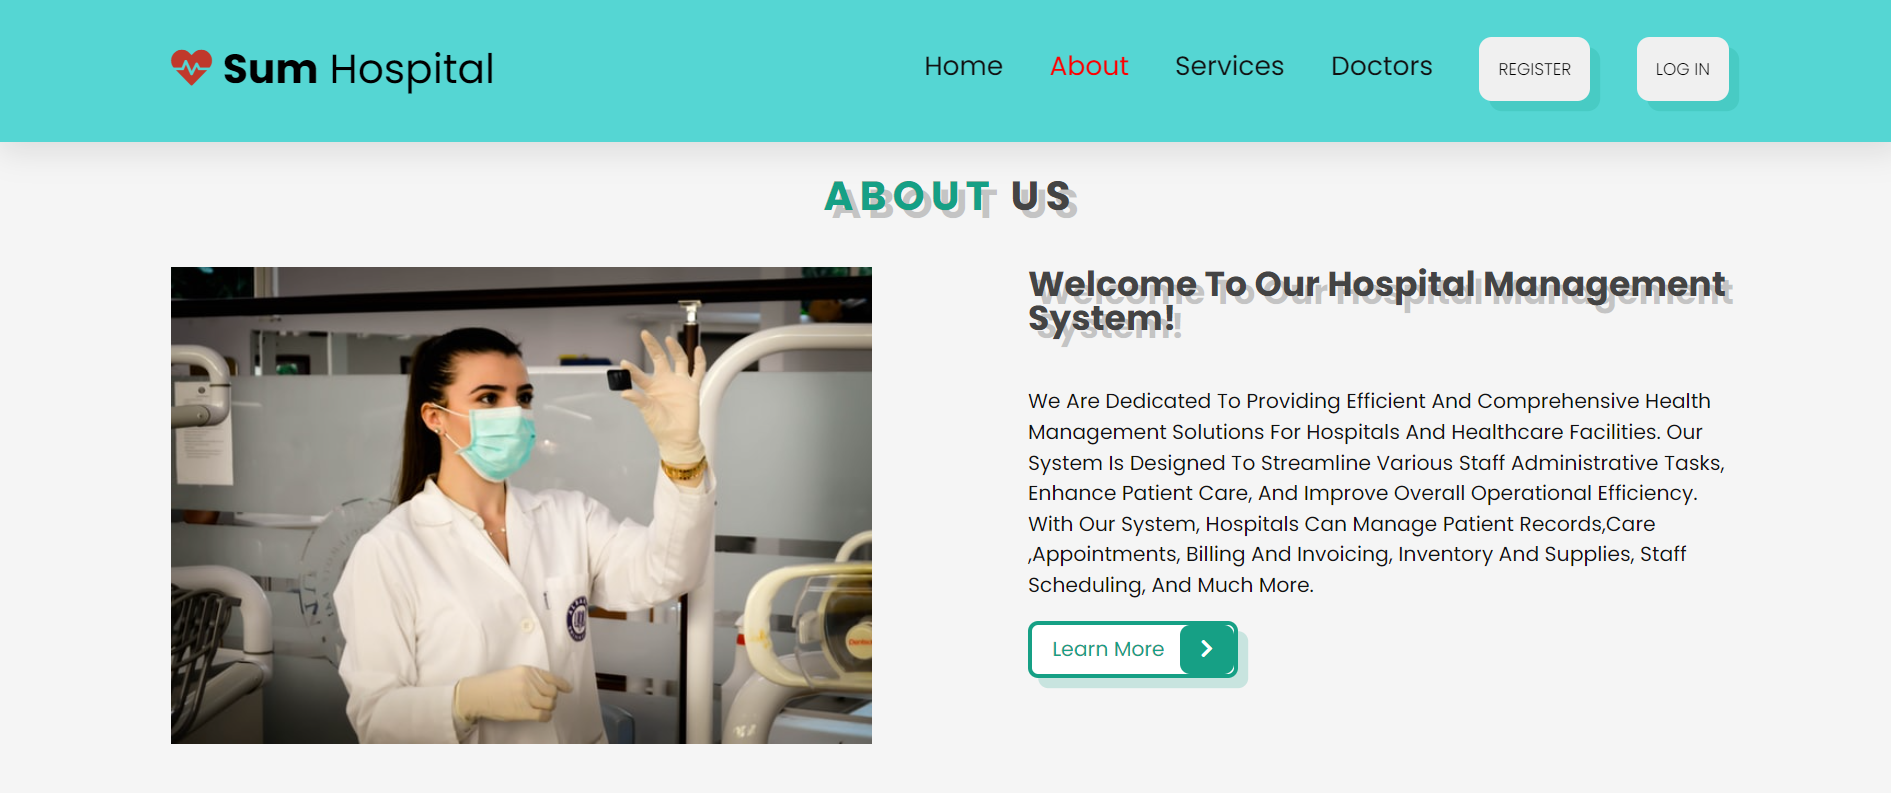 Sum Hospital
Home
About
Services
Doctors
REGISTER
LOG IN
ABOUT US
Welcome To Our Hospital Management
System!
We Are Dedicated To Providing Efficient And Comprehensive Health
Management Solutions For Hospitals And Healthcare Facilities. Our
System Is Designed To Streamline Various Staff Administrative Tasks,
Enhance Patient Care, And Improve Overall Operational Efficiency.
With Our System, Hospitals Can Manage Patient Records,Care
,Appointments, Billing And Invoicing, Inventory And Supplies, Staff
Scheduling, And Much More.
Learn More